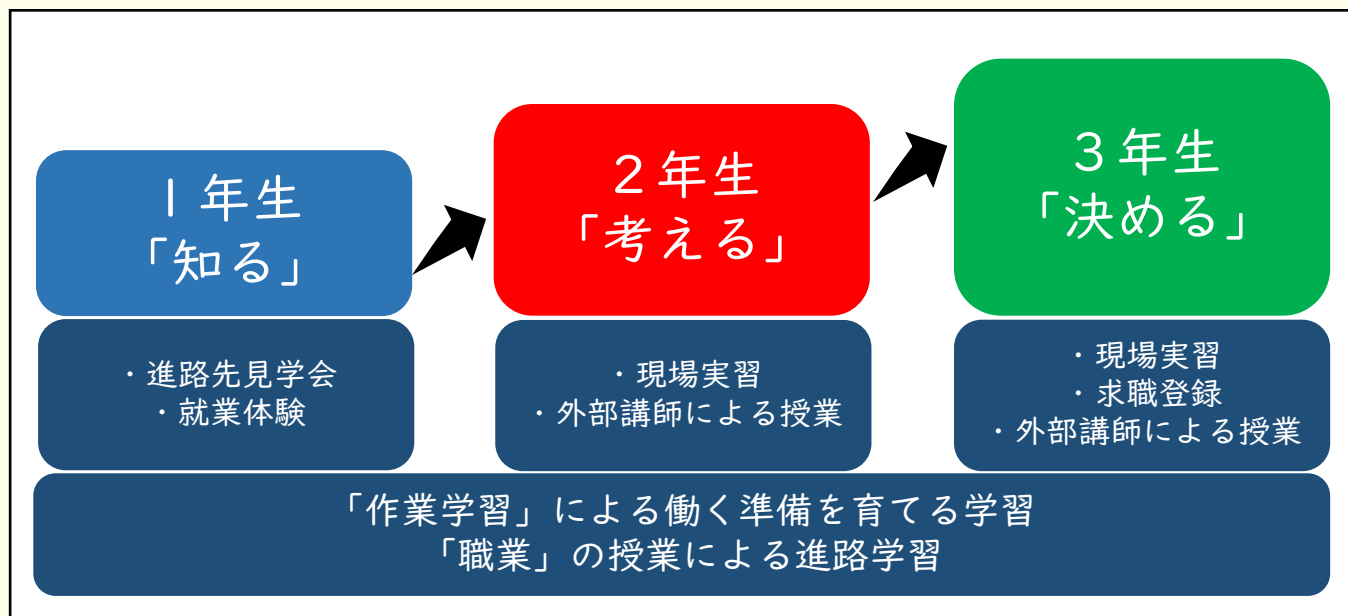 1年生
「知る」
・進路先見学会
・就業体験
２年生
「考える」
・現場実習
・外部講師による授業
３年生
「決める」
・現場実習
・求職登録
・外部講師による授業
「作業学習」による働く準備を育てる学習
「職業」の授業による進路学習